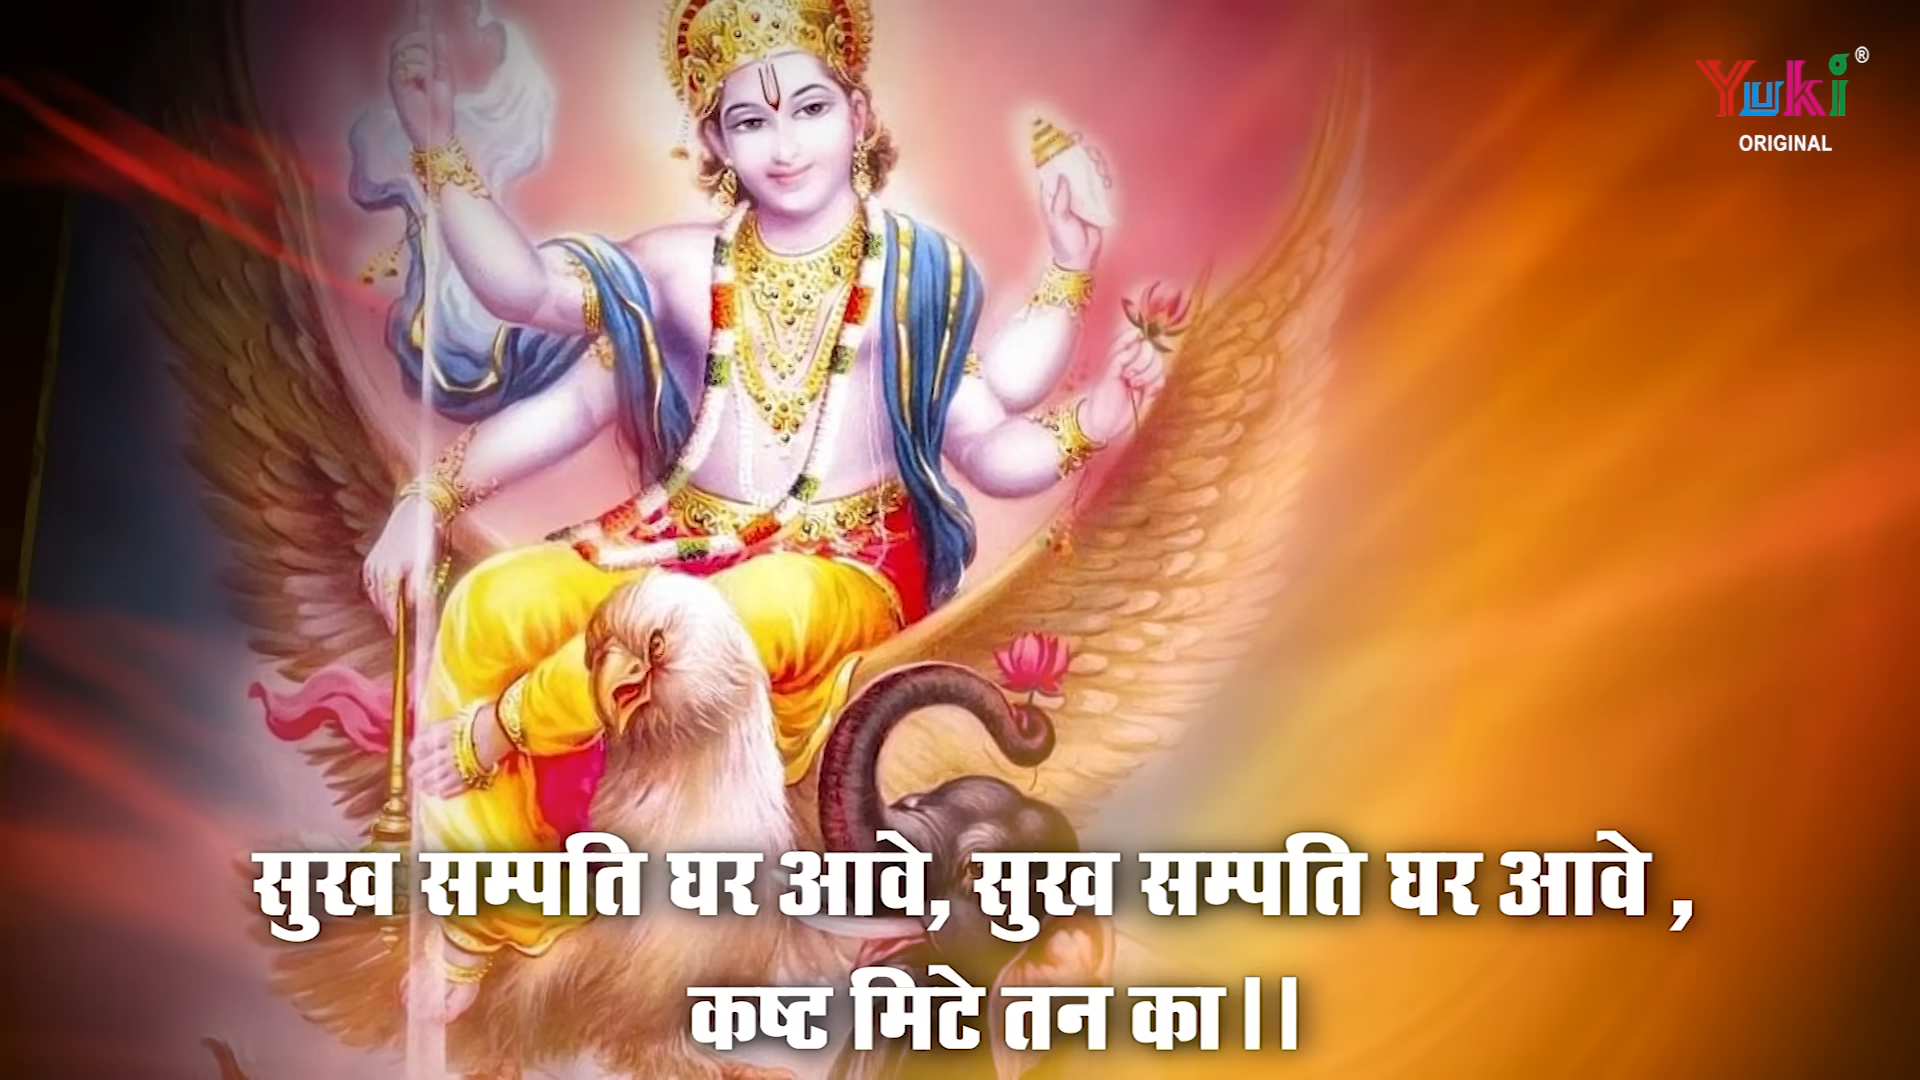 Yuki®
ORIGINAL
सुख सम्पति घर आवे, सुख सम्पति घर आवे ,
कष्ट मिटे तन का।।